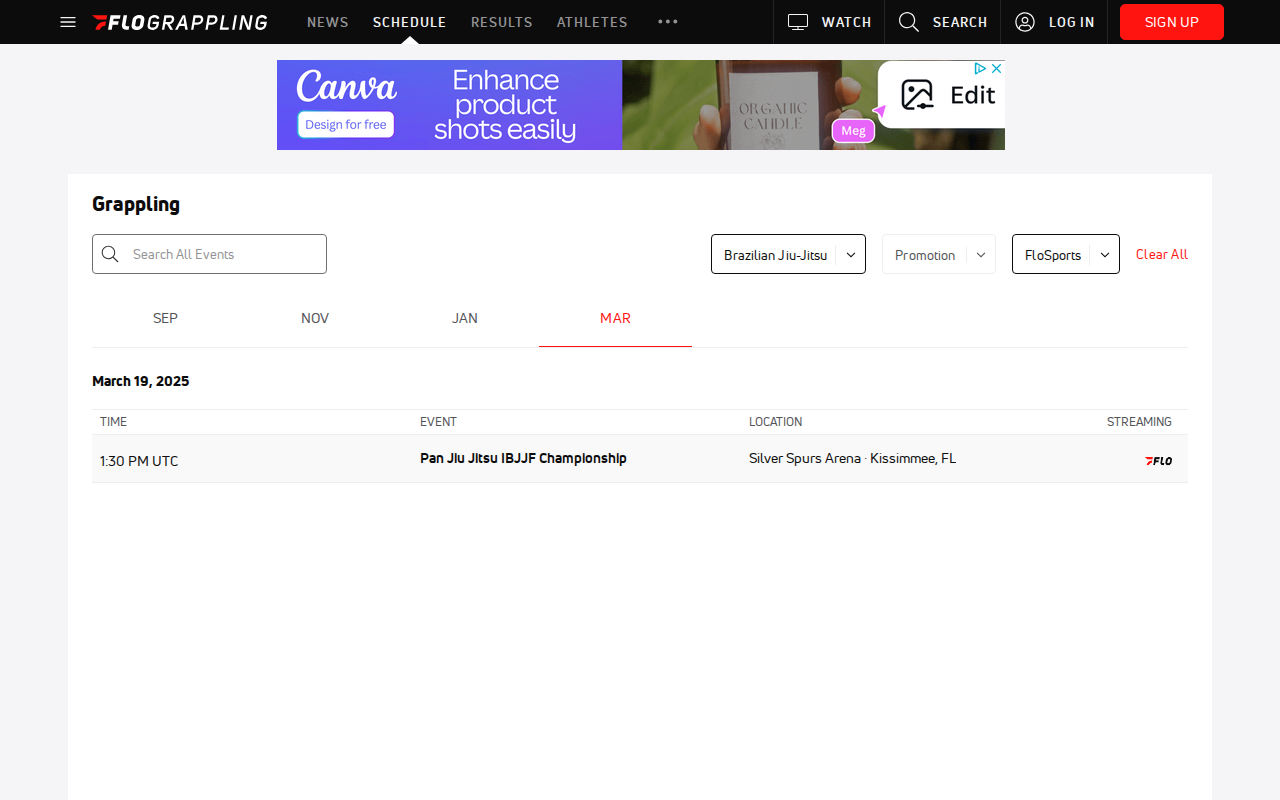 FLOGRAPPLING NEWS SCHEDULE RESULTS ATHLETES ••• WATCH SEARCH LOG IN SIGN UP
Canva
Design for free
Enhance
product
shots easily
ORGANIC
CANDLE
Meg
Edit
Grappling
Search All Events Brazilian Jiu-Jitsu Promotion FloSports Clear All
SEP NOV JAN MAR
March 19, 2025
TIME EVENT LOCATION STREAMING
1:30 PM UTC Pan Jiu Jitsu IBJJF Championship Silver Spurs Arena · Kissimmee, FL FLO